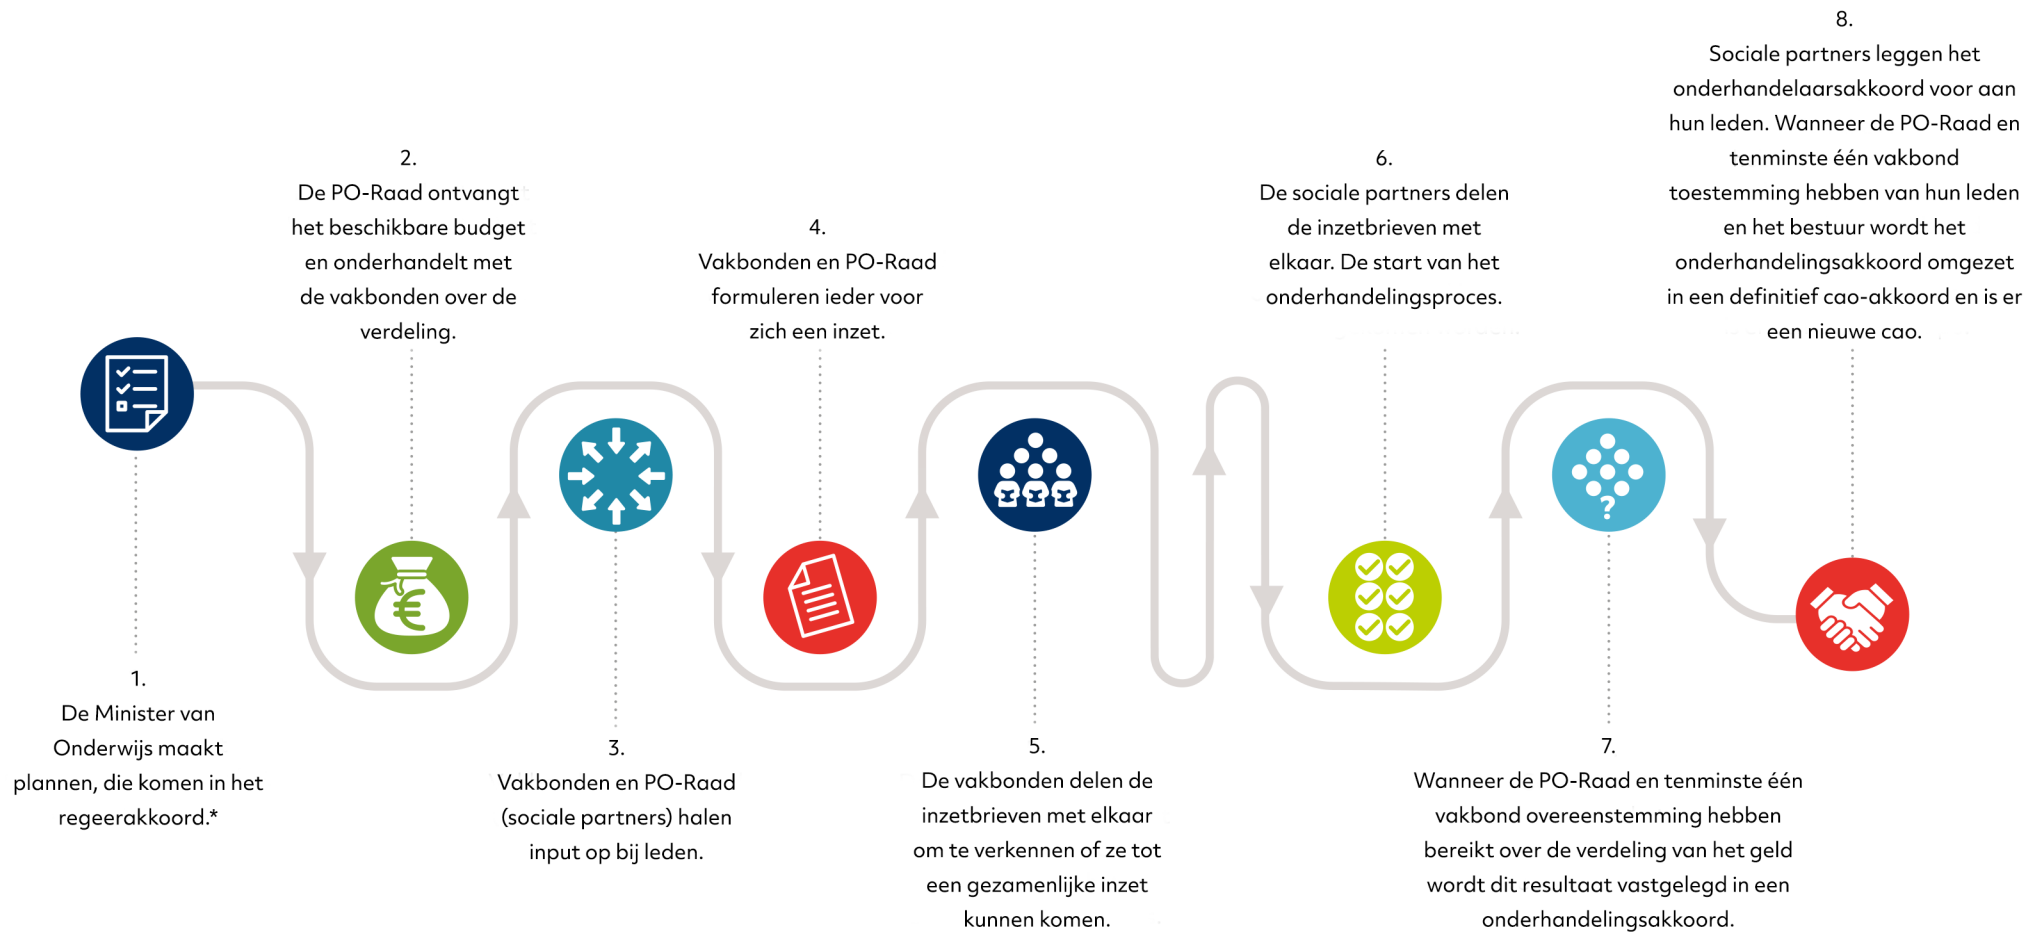 1.
De Minister van
Onderwijs maakt
plannen, die komen in het
regeerakkoord.*
2.
De PO-Raad ontvangt
het beschikbare budget
en onderhandelt met
de vakbonden over de
verdeling.
3.
Vakbonden en PO-Raad
(sociale partners) halen
input op bij leden.
4.
Vakbonden en PO-Raad
formuleren ieder voor
zich een inzet.
5.
De vakbonden delen de
inzetbrieven met elkaar
om te verkennen of ze tot
een gezamenlijke inzet
kunnen komen.
6.
De sociale partners delen
de inzetbrieven met
elkaar. De start van het
onderhandelingsproces.
7.
Wanneer de PO-Raad en tenminste één
vakbond overeenstemming hebben
bereikt over de verdeling van het geld
wordt dit resultaat vastgelegd in een
onderhandelingsakkoord.
8.
Sociale partners leggen het
onderhandelaarsakkoord voor aan
hun leden. Wanneer de PO-Raad en
tenminste één vakbond
toestemming hebben van hun leden
en het bestuur wordt het
onderhandelingsakkoord omgezet
in een definitief cao-akkoord en is er
een nieuwe cao.
€
?